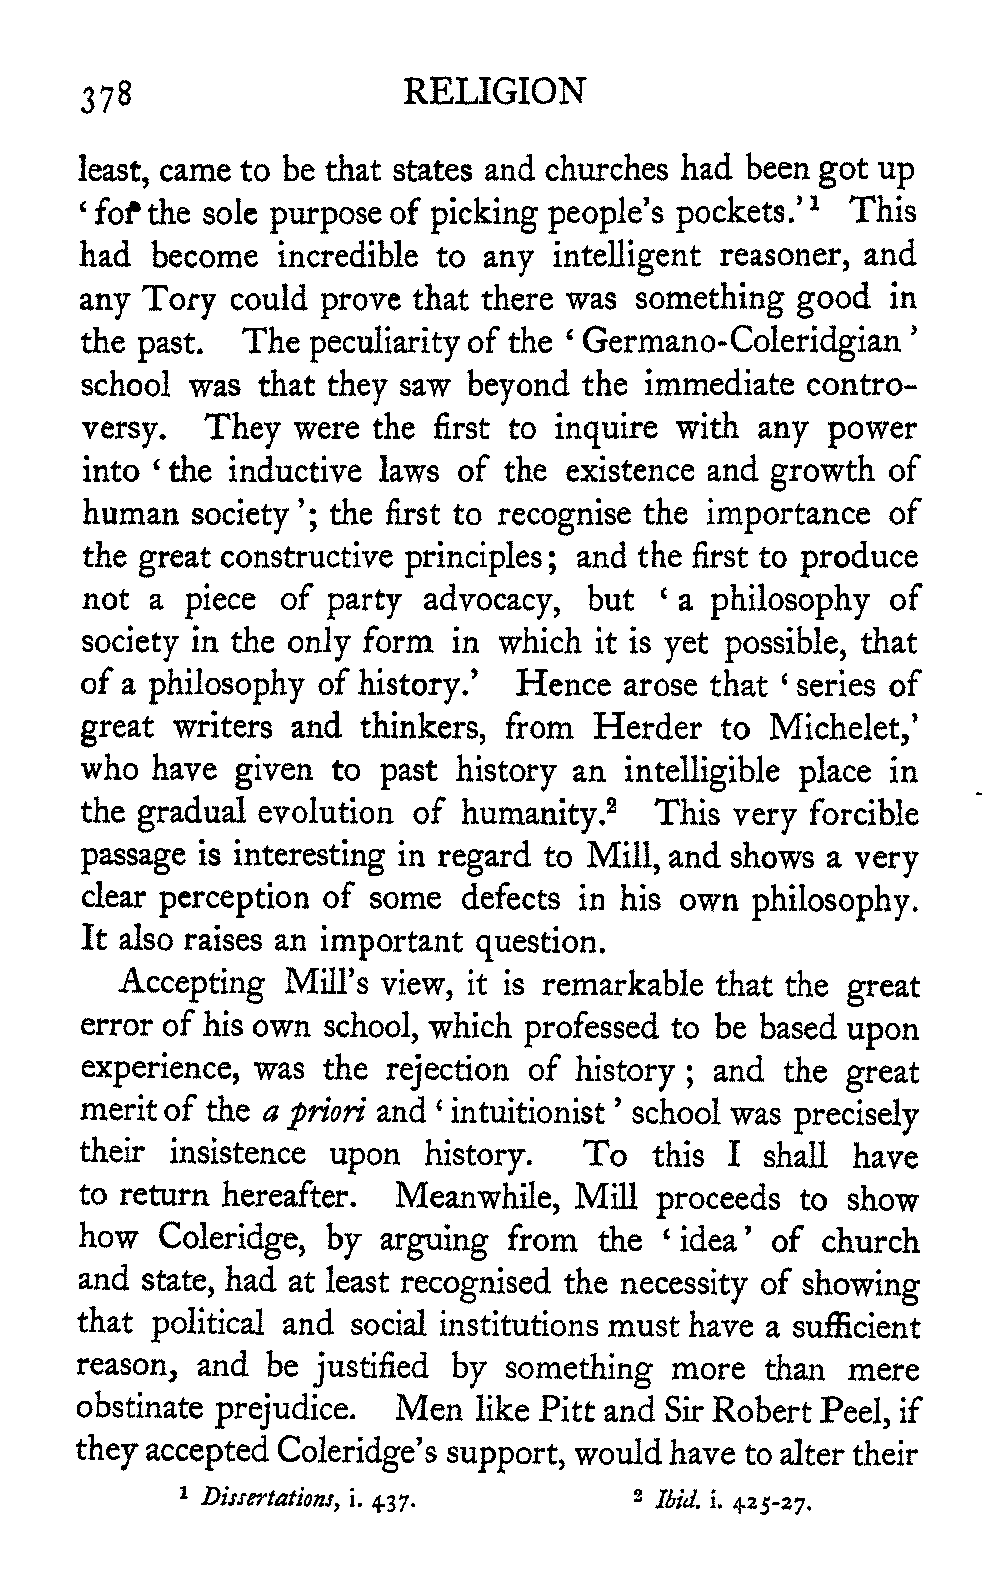 378 RELIGION
least, came to be that states and churches had been got up
‘for the sole purpose of picking people’s pockets.’¹ This
had become incredible to any intelligent reasoner, and
any Tory could prove that there was something good in
the past. The peculiarity of the ‘Germano-Coleridgian’
school was that they saw beyond the immediate contro-
versy. They were the first to inquire with any power
into ‘the inductive laws of the existence and growth of
human society’; the first to recognise the importance of
the great constructive principles; and the first to produce
not a piece of party advocacy, but ‘a philosophy of
society in the only form in which it is yet possible, that
of a philosophy of history.’ Hence arose that ‘series of
great writers and thinkers, from Herder to Michelet,’
who have given to past history an intelligible place in
the gradual evolution of humanity.² This very forcible
passage is interesting in regard to Mill, and shows a very
clear perception of some defects in his own philosophy.
It also raises an important question.
Accepting Mill’s view, it is remarkable that the great
error of his own school, which professed to be based upon
experience, was the rejection of history; and the great
merit of the a priori and ‘intuitionist’ school was precisely
their insistence upon history. To this I shall have
to return hereafter. Meanwhile, Mill proceeds to show
how Coleridge, by arguing from the ‘idea’ of church
and state, had at least recognised the necessity of showing
that political and social institutions must have a sufficient
reason, and be justified by something more than mere
obstinate prejudice. Men like Pitt and Sir Robert Peel, if
they accepted Coleridge’s support, would have to alter their
¹ Dissertations, i. 437. ² Ibid. i. 425-27.